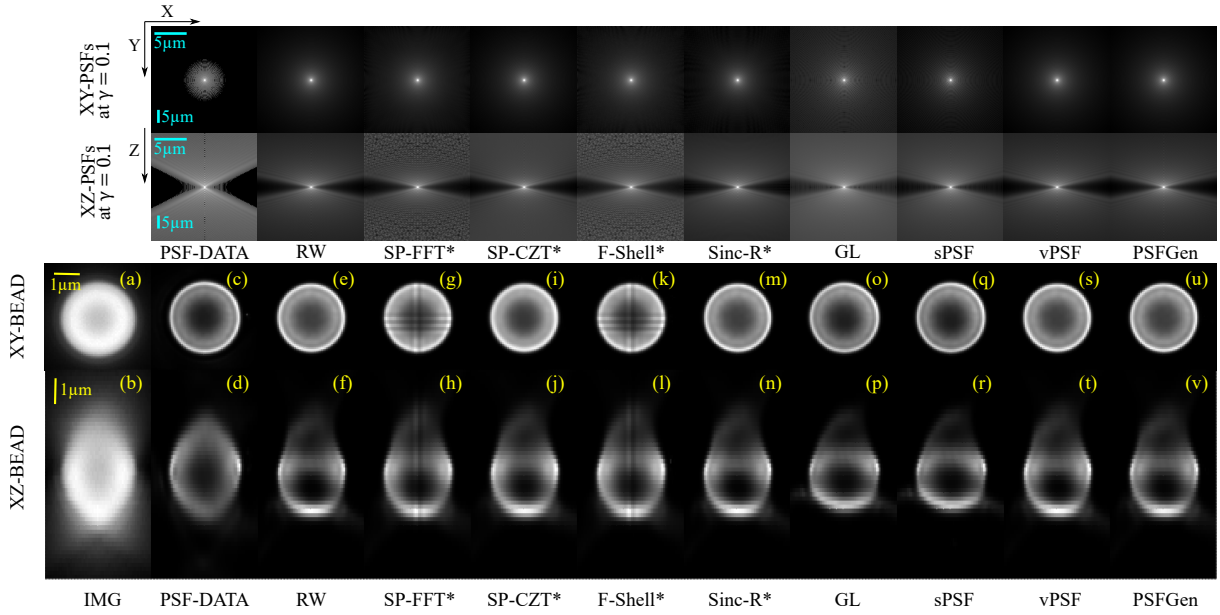 X
Y
Z
XY-PSFs
at γ = 0.1
XZ-PSFs
at γ = 0.1
5µm
5µm
5µm
5µm
PSF-DATA RW SP-FFT* SP-CZT* F-Shell* Sinc-R* GL sPSF vPSF PSFGen
XY-BEAD
1µm
(a) (c) (e) (g) (i) (k) (m) (o) (q) (s) (u)
XZ-BEAD
1µm
(b) (d) (f) (h) (j) (l) (n) (p) (r) (t) (v)
IMG PSF-DATA RW SP-FFT* SP-CZT* F-Shell* Sinc-R* GL sPSF vPSF PSFGen